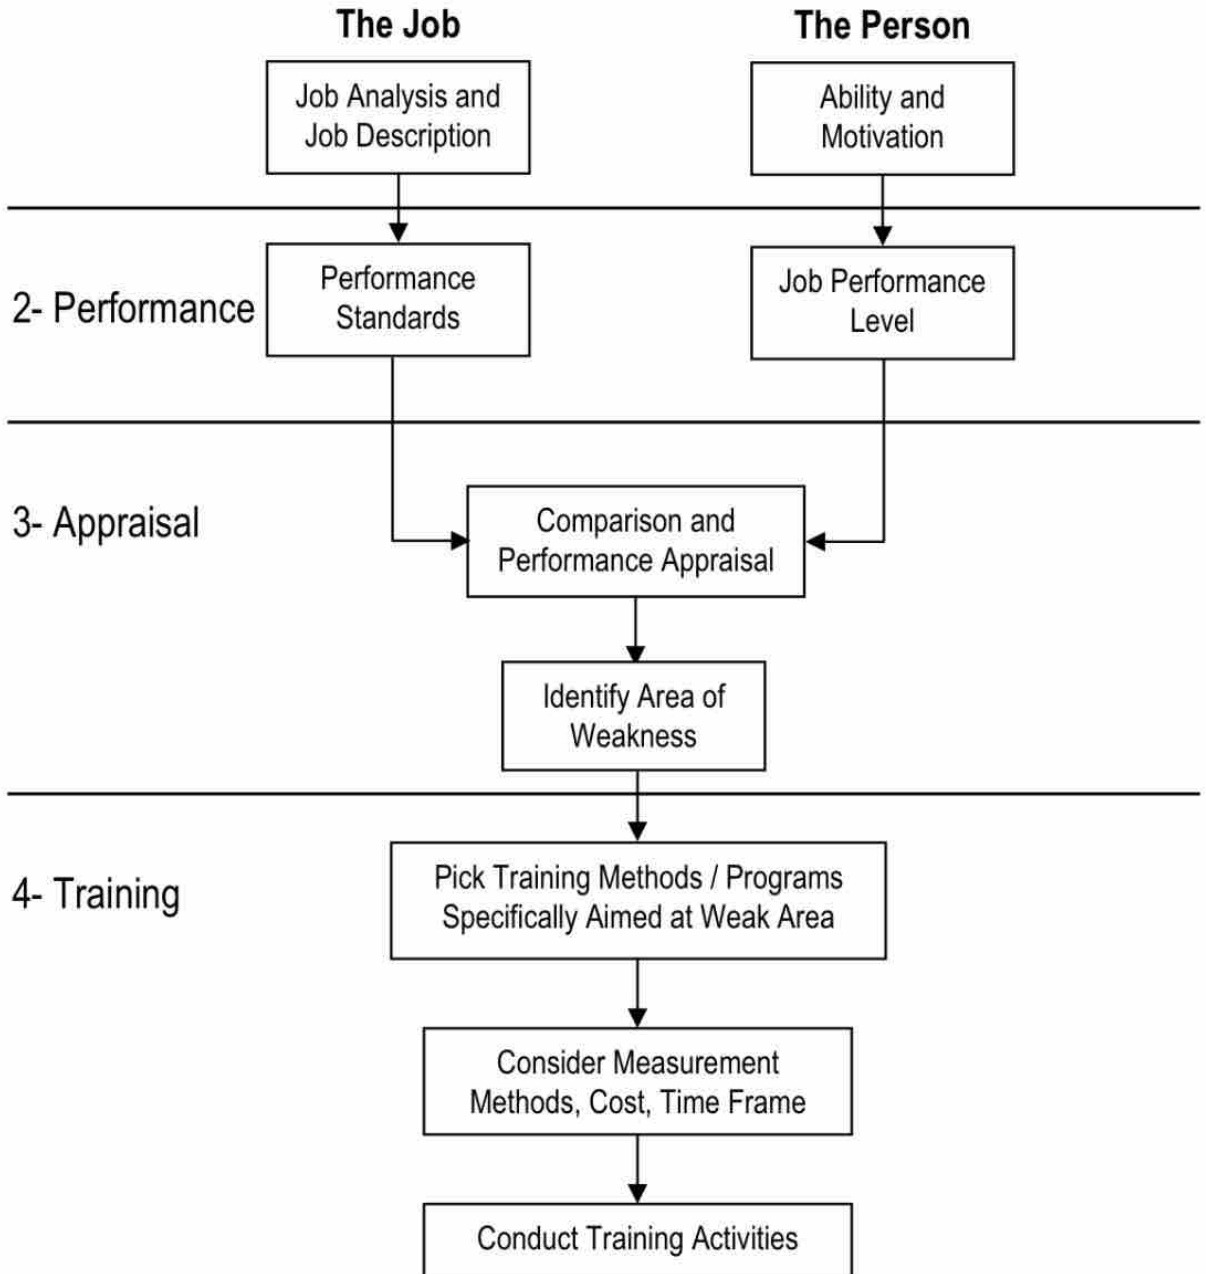 The Job
The Person
Job Analysis and
Job Description
Ability and
Motivation
2- Performance
Performance
Standards
Job Performance
Level
3- Appraisal
Comparison and
Performance Appraisal
Identify Area of
Weakness
4- Training
Pick Training Methods / Programs
Specifically Aimed at Weak Area
Consider Measurement
Methods, Cost, Time Frame
Conduct Training Activities